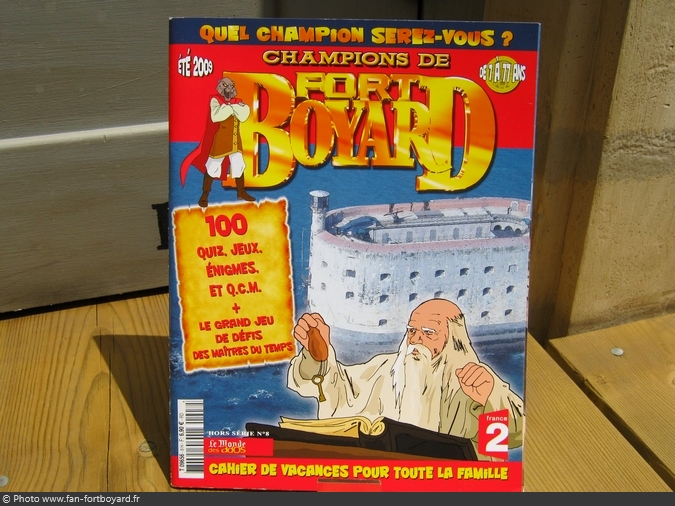 QUEL CHAMPION SEREZ-VOUS ?
CHAMPIONS DE
ÉTÉ 2009
FORT
DE 7 A 77 ANS
BOYARD
100
QUIZ, JEUX,
ÉNIGMES,
ET Q.C.M.
+
LE GRAND JEU
DE DÉFIS
DES MAÎTRES DU TEMPS
france
2
HORS SÉRIE N°8
Le Monde
des ados
CAHIER DE VACANCES POUR TOUTE LA FAMILLE
© Photo www.fan-fortboyard.fr